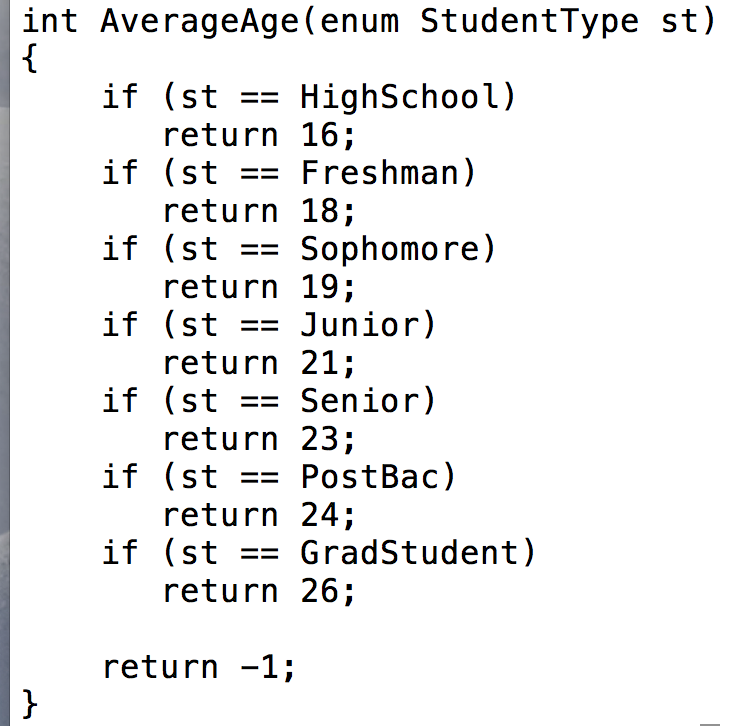 int AverageAge(enum StudentType st)
{
    if (st == HighSchool)
       return 16;
    if (st == Freshman)
       return 18;
    if (st == Sophomore)
       return 19;
    if (st == Junior)
       return 21;
    if (st == Senior)
       return 23;
    if (st == PostBac)
       return 24;
    if (st == GradStudent)
       return 26;

    return -1;
}